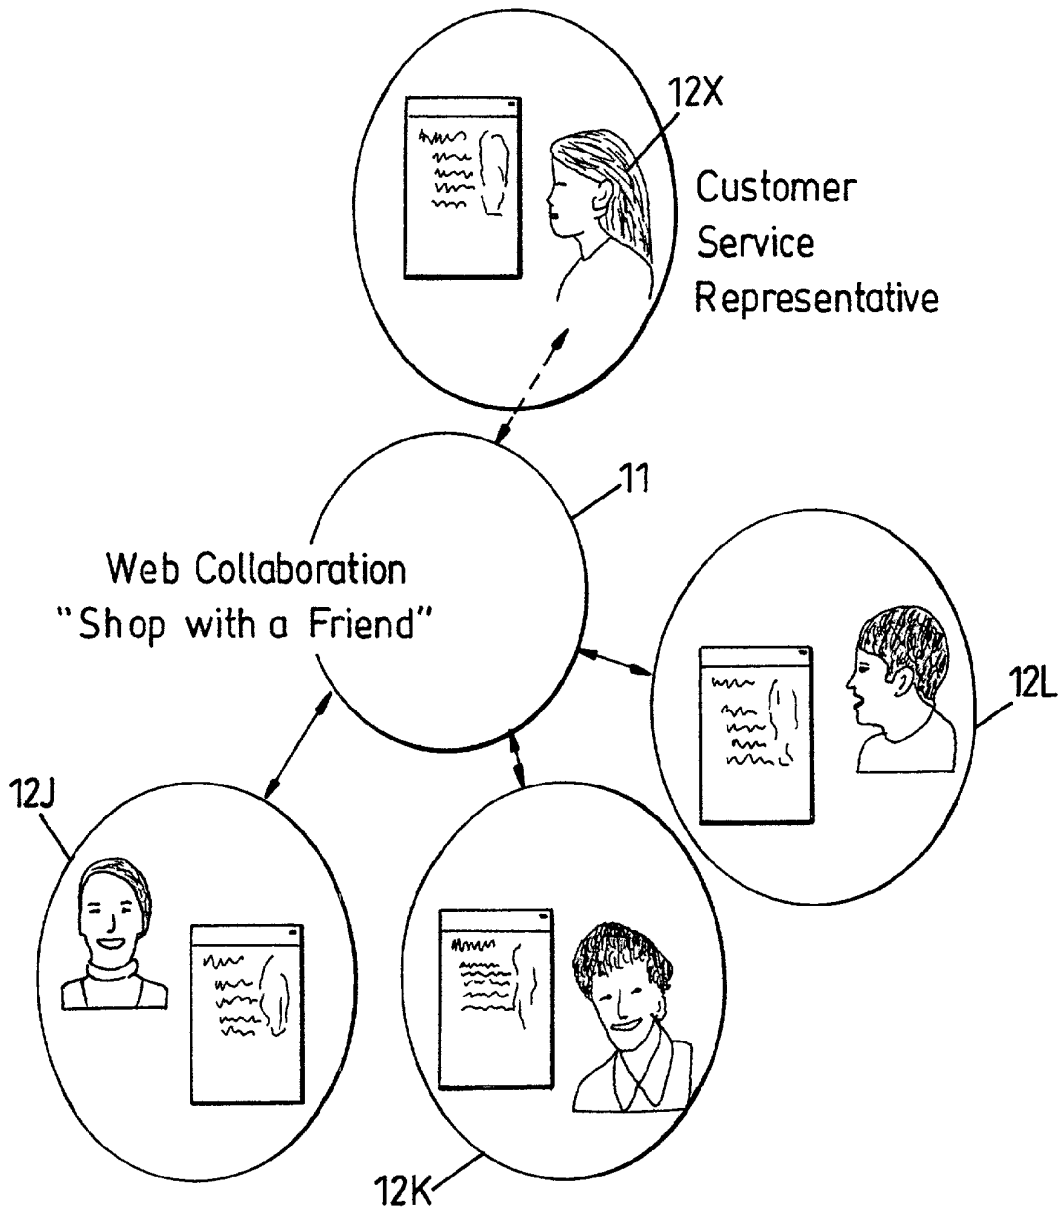 12X
Customer
Service
Representative
11
Web Collaboration
"Shop with a Friend"
12L
12J
12K